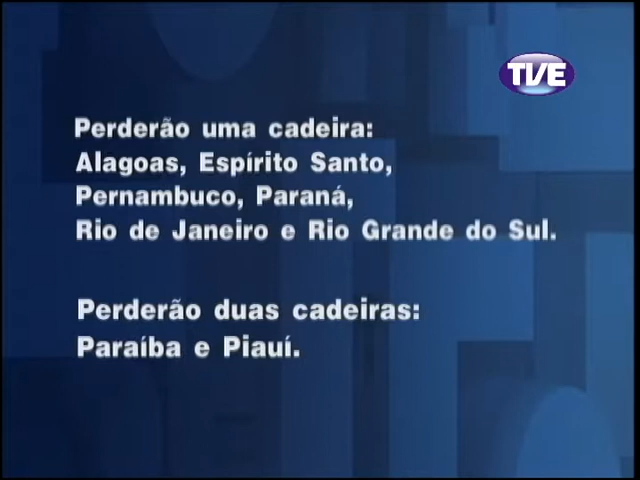 TVE
Perderão uma cadeira:
Alagoas, Espírito Santo,
Pernambuco, Paraná,
Rio de Janeiro e Rio Grande do Sul.
Perderão duas cadeiras:
Paraíba e Piauí.